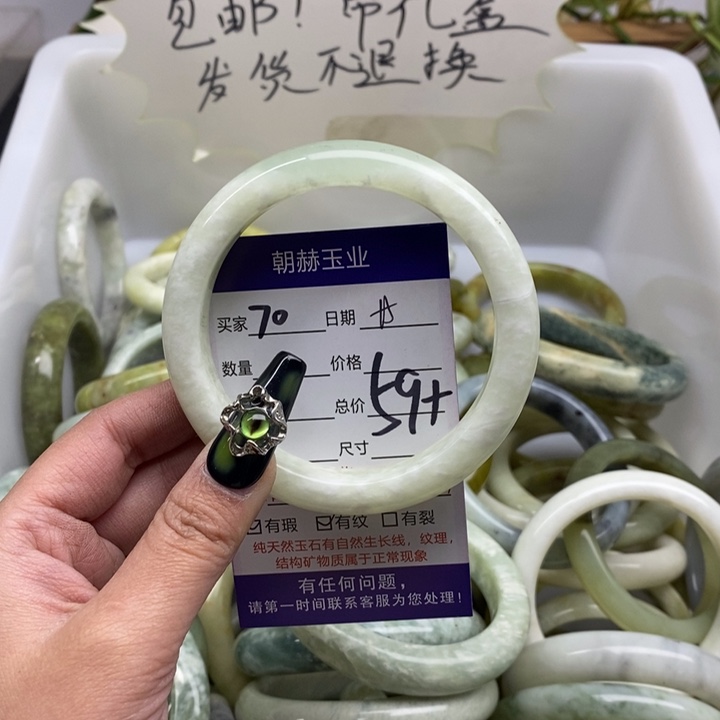 包邮！带礼盒
发货不退换
朝赫玉业
买家 70 日期
数量 价格
总价 59+
尺寸
有瑕 有纹 有裂
纯天然玉石有自然生长线，纹理，
结构矿物质属于正常现象
有任何问题，
请第一时间联系客服为您处理！